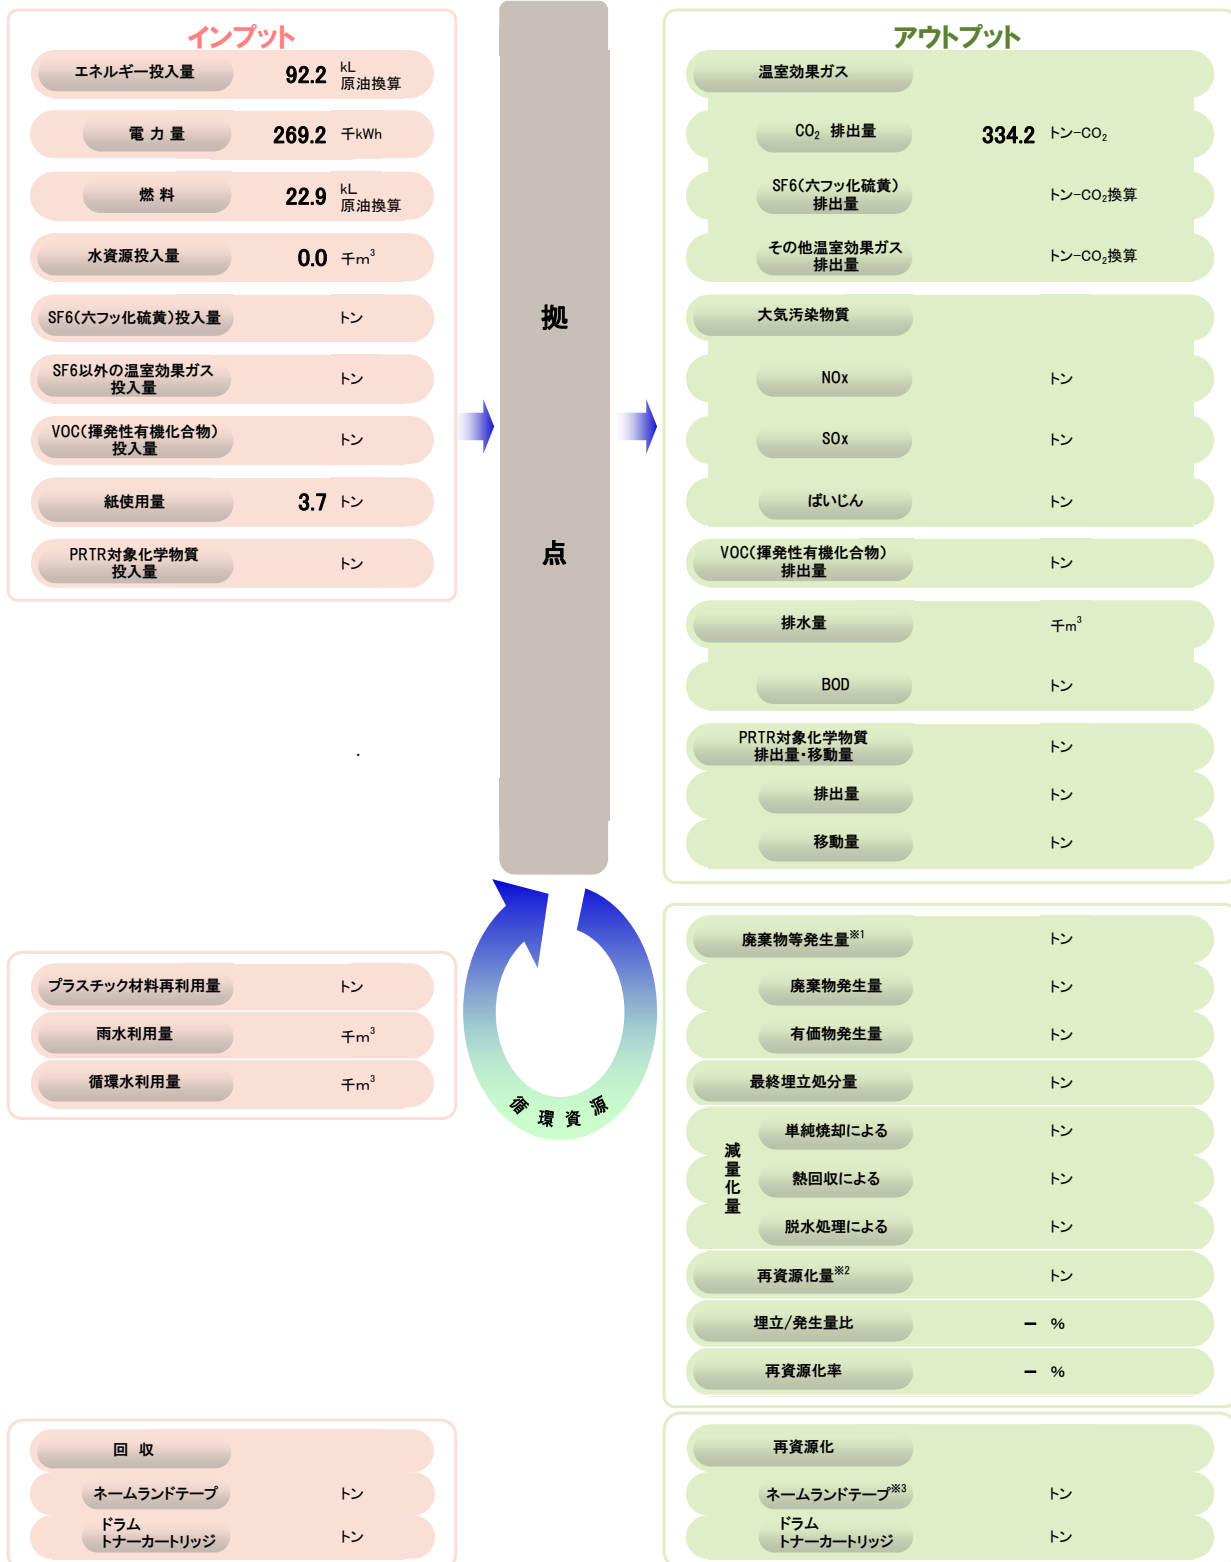 インプット
エネルギー投入量 92.2 kL
原油換算
電 力 量 269.2 千kWh
燃 料 22.9 kL
原油換算
水資源投入量 0.0 千m³
SF6(六フッ化硫黄)投入量 トン
SF6以外の温室効果ガス
投入量 トン
VOC(揮発性有機化合物)
投入量 トン
紙使用量 3.7 トン
PRTR対象化学物質
投入量 トン
拠
点
アウトプット
温室効果ガス
CO₂ 排出量 334.2 トン-CO₂
SF6(六フッ化硫黄)
排出量 トン-CO₂換算
その他温室効果ガス
排出量 トン-CO₂換算
大気汚染物質
NOx トン
SOx トン
ばいじん トン
VOC(揮発性有機化合物)
排出量 トン
排水量 千m³
BOD トン
PRTR対象化学物質
排出量・移動量 トン
排出量 トン
移動量 トン
プラスチック材料再利用量 トン
雨水利用量 千m³
循環水利用量 千m³
循環資源
廃棄物等発生量※1 トン
廃棄物発生量 トン
有価物発生量 トン
最終埋立処分量 トン
減量化量
単純焼却による トン
熱回収による トン
脱水処理による トン
再資源化量※2 トン
埋立/発生量比 － %
再資源化率 － %
回 収
ネームランドテープ トン
ドラム
トナーカートリッジ トン
再資源化
ネームランドテープ※3 トン
ドラム
トナーカートリッジ トン